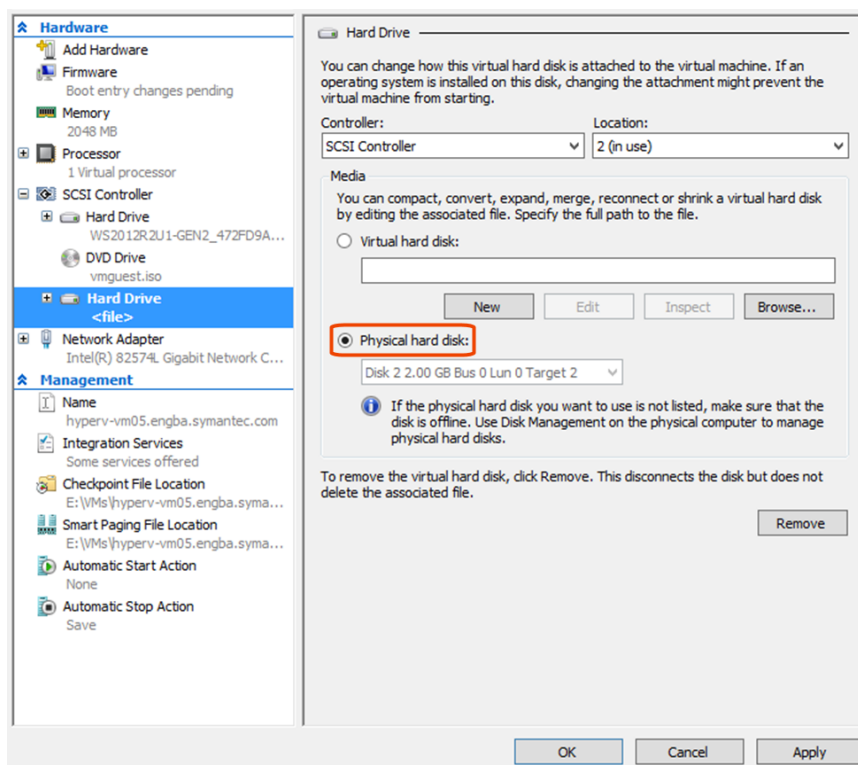 Hardware
Add Hardware
Firmware
Boot entry changes pending
Memory
2048 MB
Processor
1 Virtual processor
SCSI Controller
Hard Drive
WS2012R2U1-GEN2_472FD9A...
DVD Drive
vmguest.iso
Hard Drive
<file>
Network Adapter
Intel(R) 82574L Gigabit Network C...
Management
Name
hyperv-vm05.engba.symantec.com
Integration Services
Some services offered
Checkpoint File Location
E:\VMs\hyperv-vm05.engba.syma...
Smart Paging File Location
E:\VMs\hyperv-vm05.engba.syma...
Automatic Start Action
None
Automatic Stop Action
Save
Hard Drive
You can change how this virtual hard disk is attached to the virtual machine. If an
operating system is installed on this disk, changing the attachment might prevent the
virtual machine from starting.
Controller: Location:
SCSI Controller 2 (in use)
Media
You can compact, convert, expand, merge, reconnect or shrink a virtual hard disk
by editing the associated file. Specify the full path to the file.
Virtual hard disk:
New Edit Inspect Browse...
Physical hard disk:
Disk 2 2.00 GB Bus 0 Lun 0 Target 2
If the physical hard disk you want to use is not listed, make sure that the
disk is offline. Use Disk Management on the physical computer to manage
physical hard disks.
To remove the virtual hard disk, click Remove. This disconnects the disk but does not
delete the associated file.
Remove
OK Cancel Apply